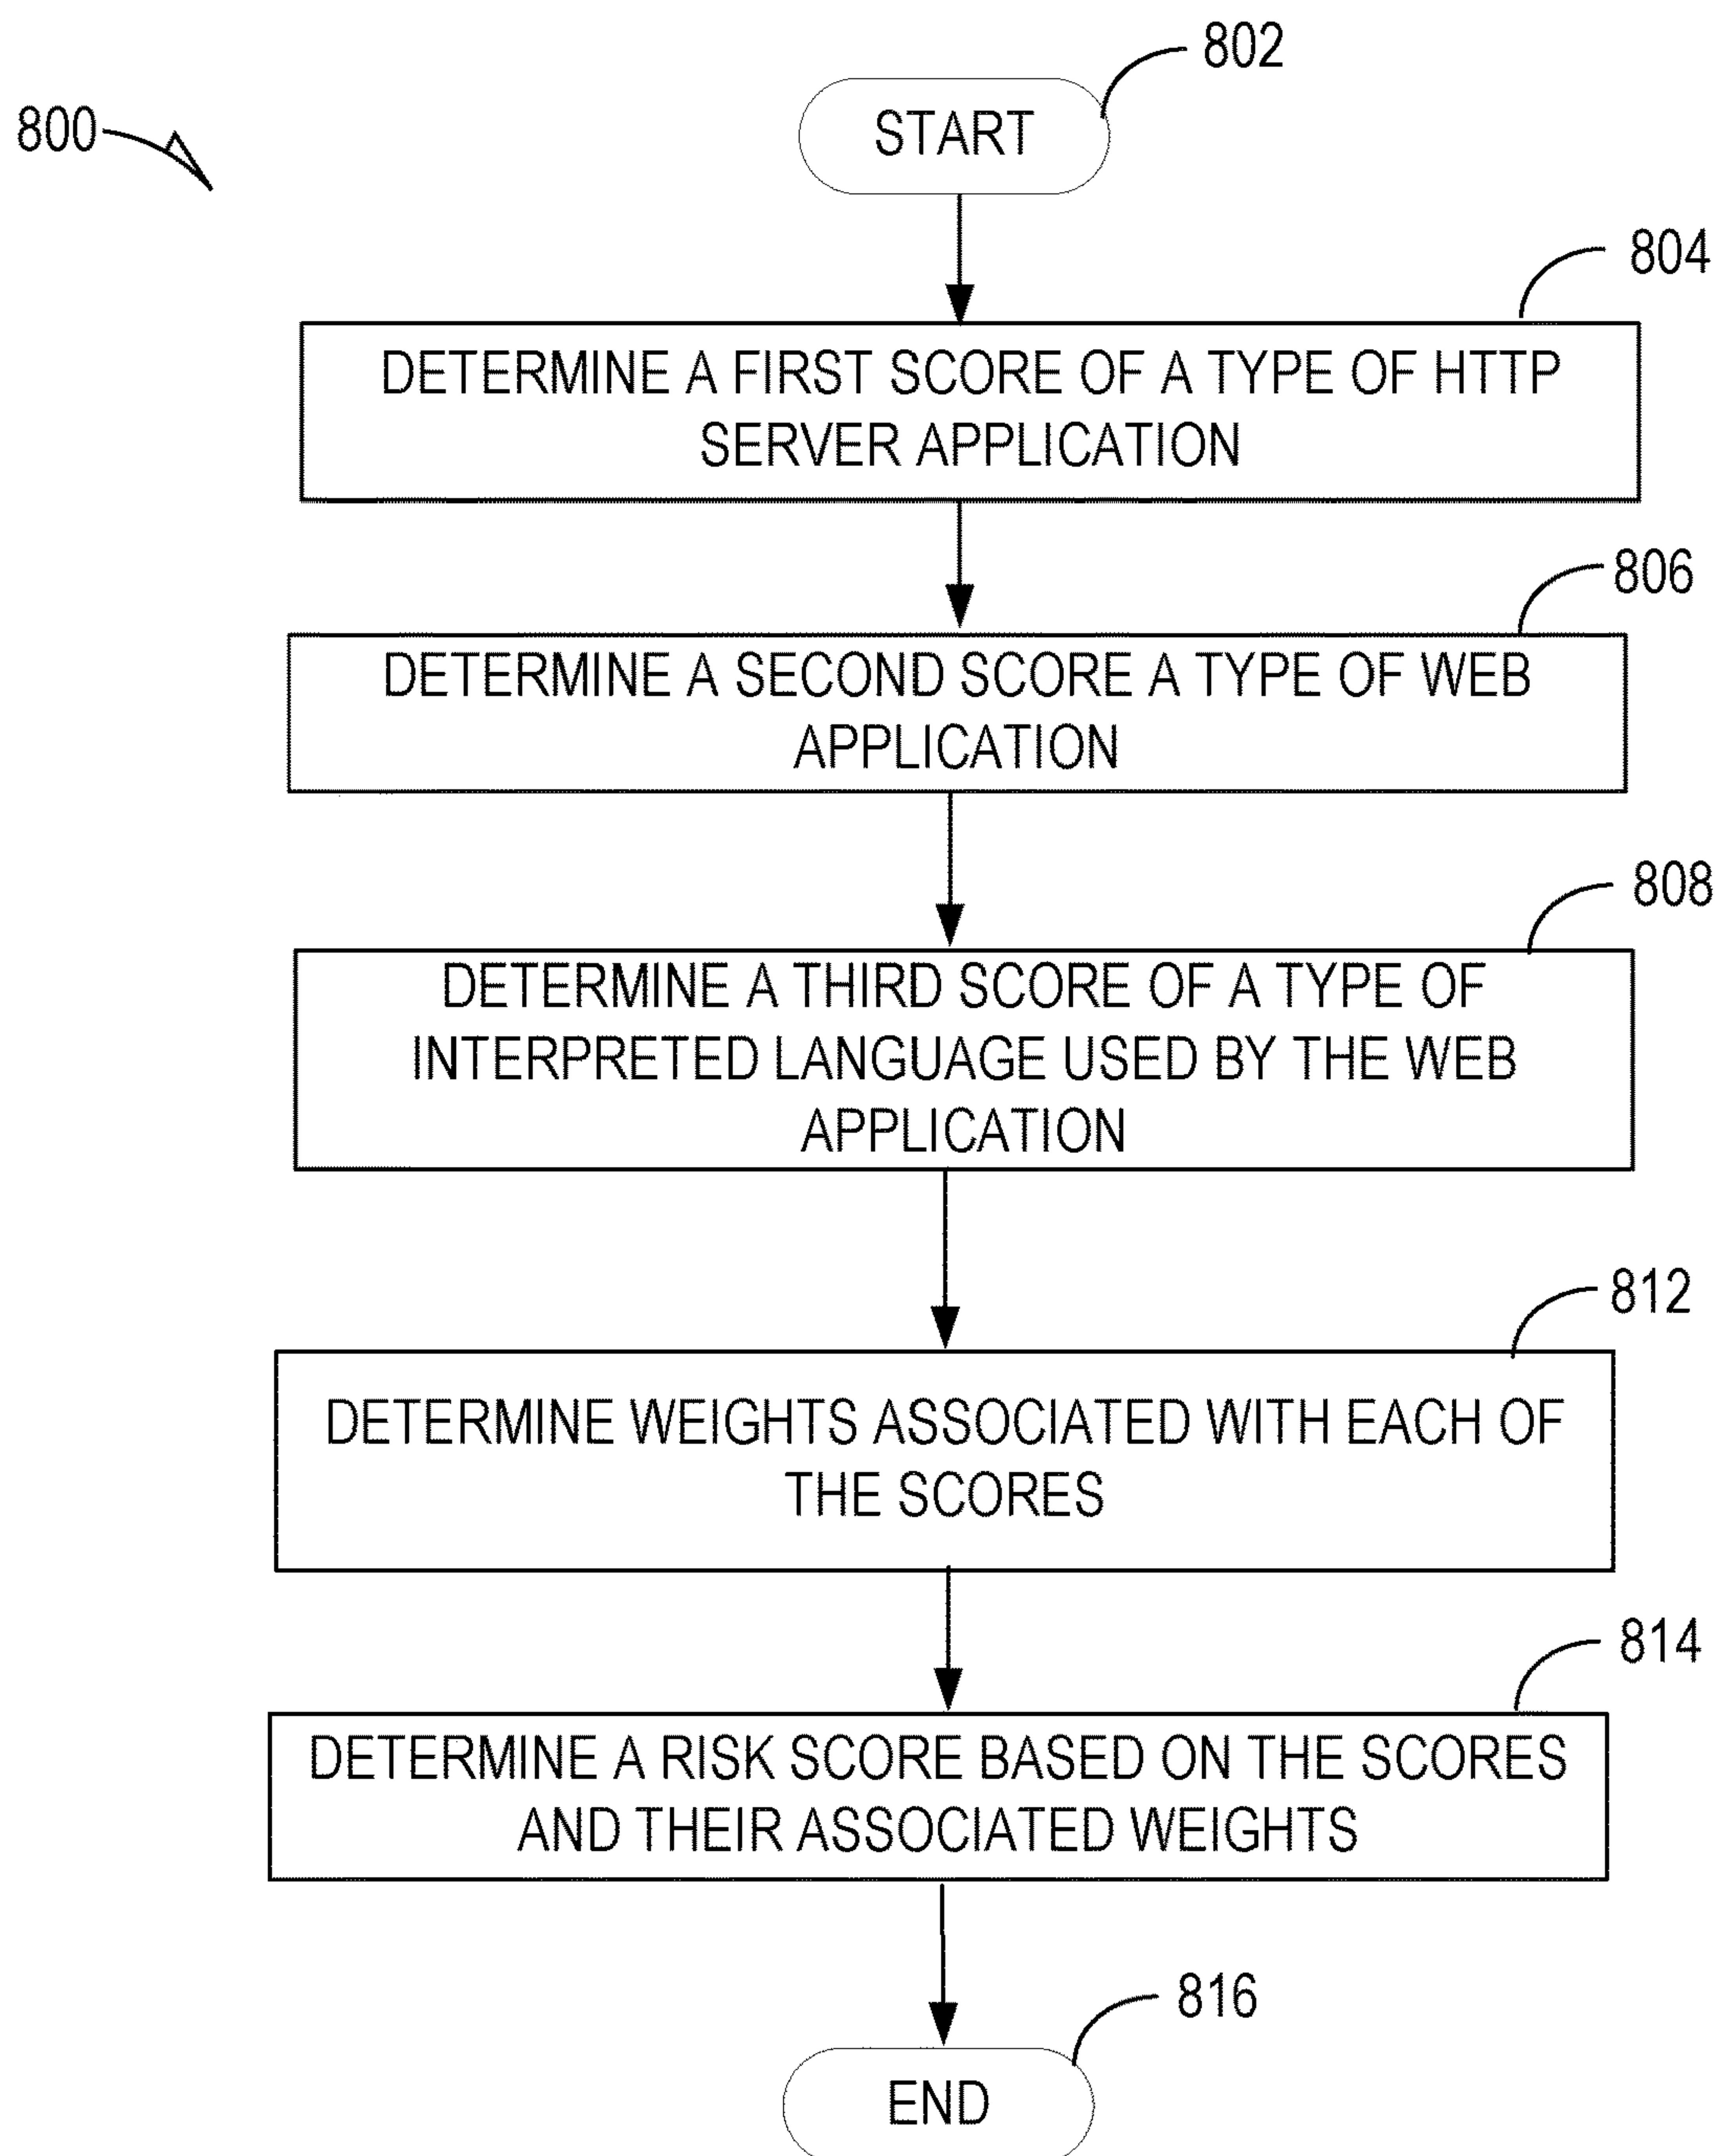 800
802
START
804
DETERMINE A FIRST SCORE OF A TYPE OF HTTP
SERVER APPLICATION
806
DETERMINE A SECOND SCORE A TYPE OF WEB
APPLICATION
808
DETERMINE A THIRD SCORE OF A TYPE OF
INTERPRETED LANGUAGE USED BY THE WEB
APPLICATION
812
DETERMINE WEIGHTS ASSOCIATED WITH EACH OF
THE SCORES
814
DETERMINE A RISK SCORE BASED ON THE SCORES
AND THEIR ASSOCIATED WEIGHTS
816
END